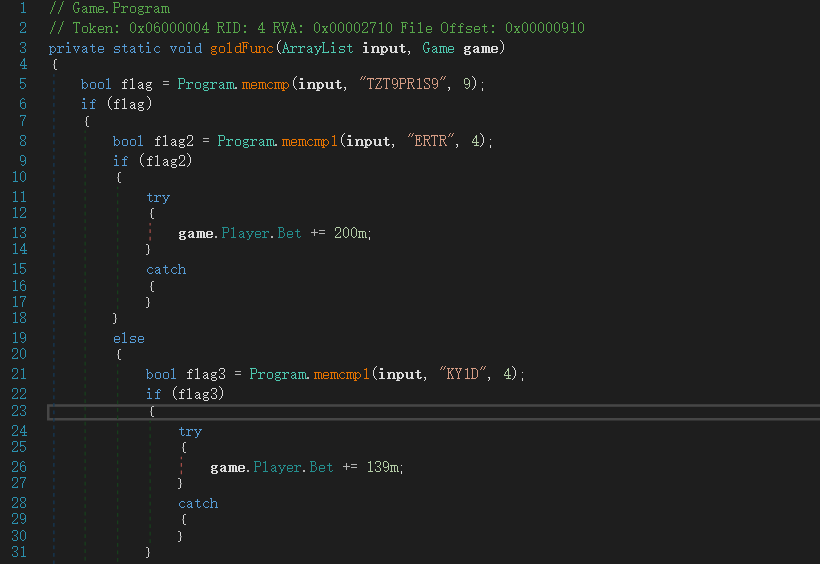 1 // Game.Program
2 // Token: 0x06000004 RID: 4 RVA: 0x00002710 File Offset: 0x00000910
3 private static void goldFunc(ArrayList input, Game game)
4 {
5 bool flag = Program.memcmp(input, "TZT9PR1S9", 9);
6 if (flag)
7 {
8 bool flag2 = Program.memcmp1(input, "ERTR", 4);
9 if (flag2)
10 {
11 try
12 {
13 game.Player.Bet += 200m;
14 }
15 catch
16 {
17 }
18 }
19 else
20 {
21 bool flag3 = Program.memcmp1(input, "KY1D", 4);
22 if (flag3)
23 {
24 try
25 {
26 game.Player.Bet += 139m;
27 }
28 catch
29 {
30 }
31 }